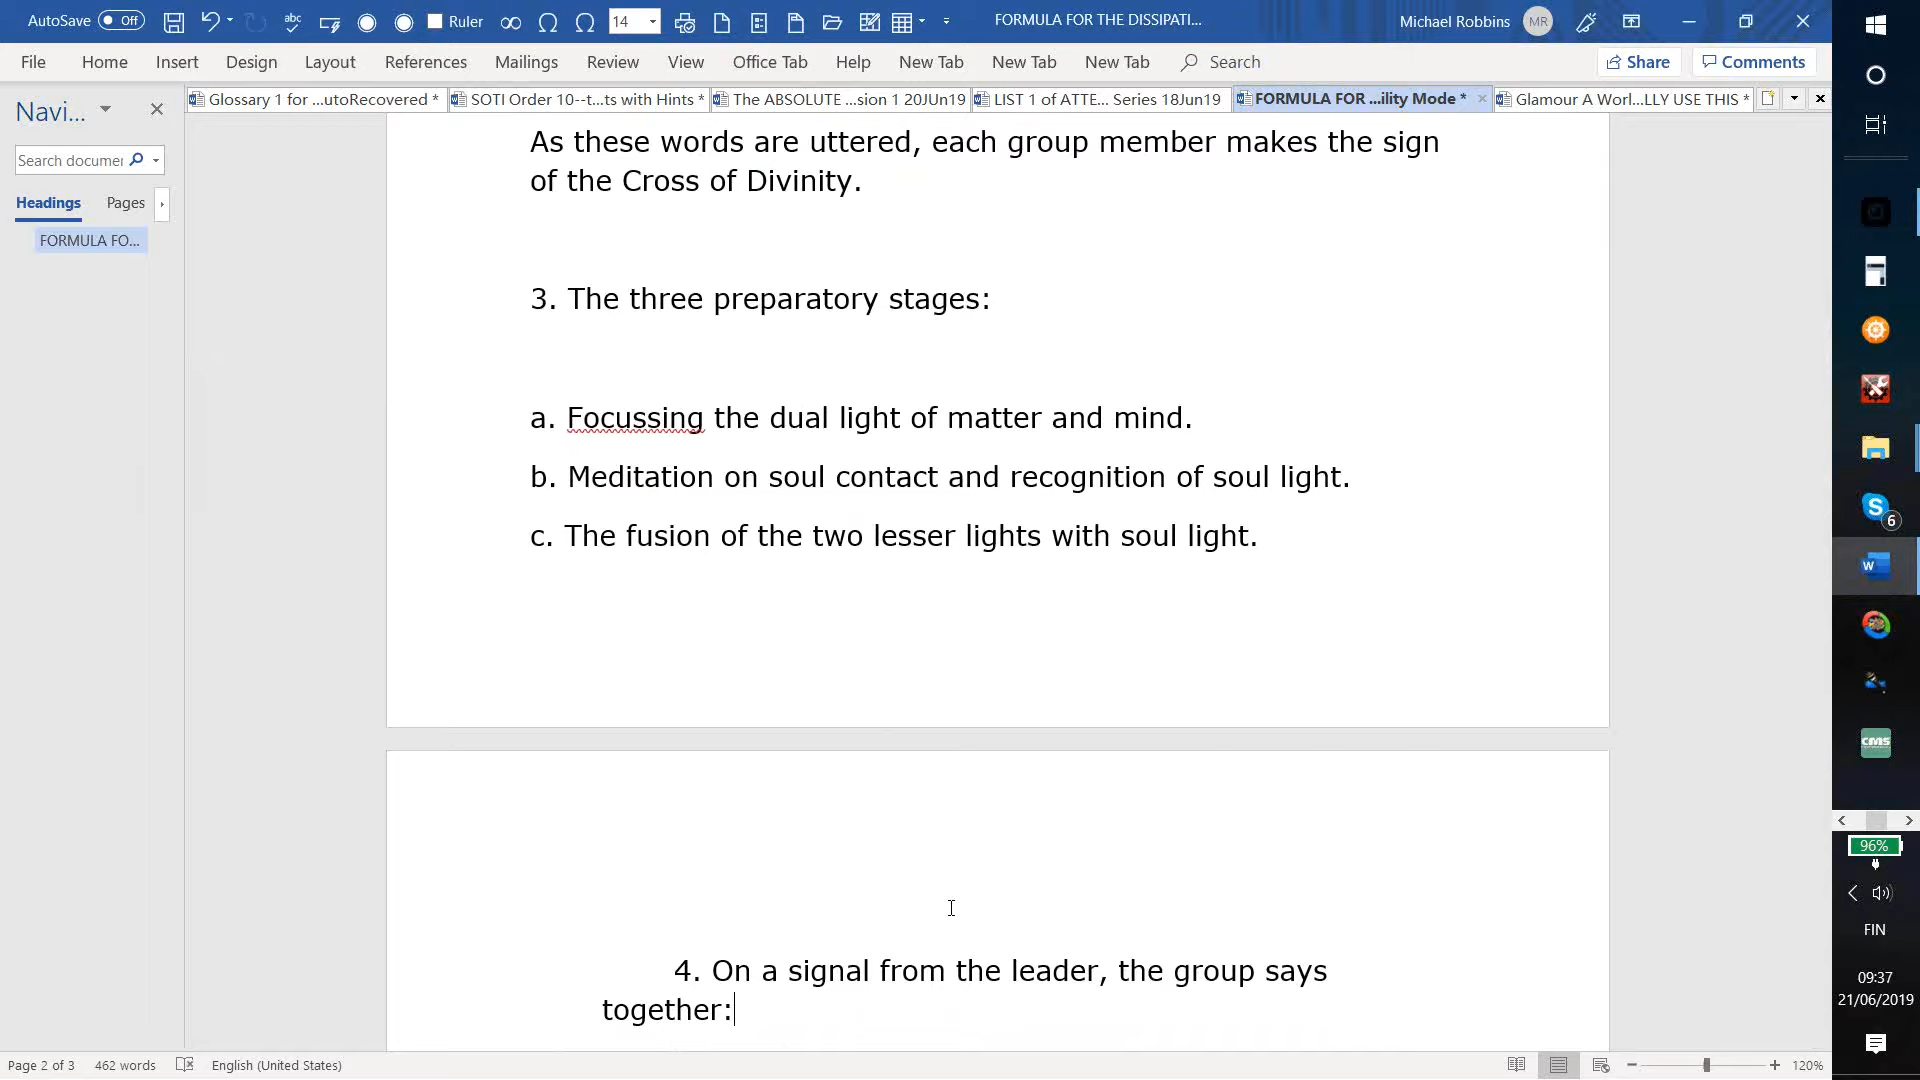 AutoSave Off abc Ruler 14 FORMULA FOR THE DISSIPATI... Michael Robbins MR
File Home Insert Design Layout References Mailings Review View Office Tab Help New Tab New Tab New Tab Search Share Comments
Navi... Glossary 1 for ...utoRecovered * SOTI Order 10--t...ts with Hints * The ABSOLUTE ...sion 1 20JUn19 LIST 1 of ATTE... Series 18Jun19 FORMULA FOR ...ility Mode * Glamour A Worl...LLY USE THIS *
Search documen
Headings Pages
FORMULA FO...
As these words are uttered, each group member makes the sign
of the Cross of Divinity.
3. The three preparatory stages:
a. Focussing the dual light of matter and mind.
b. Meditation on soul contact and recognition of soul light.
c. The fusion of the two lesser lights with soul light.
4. On a signal from the leader, the group says
together:
S 6
W
CMS
96%
FIN
09:37
21/06/2019
Page 2 of 3 462 words English (United States) 120%